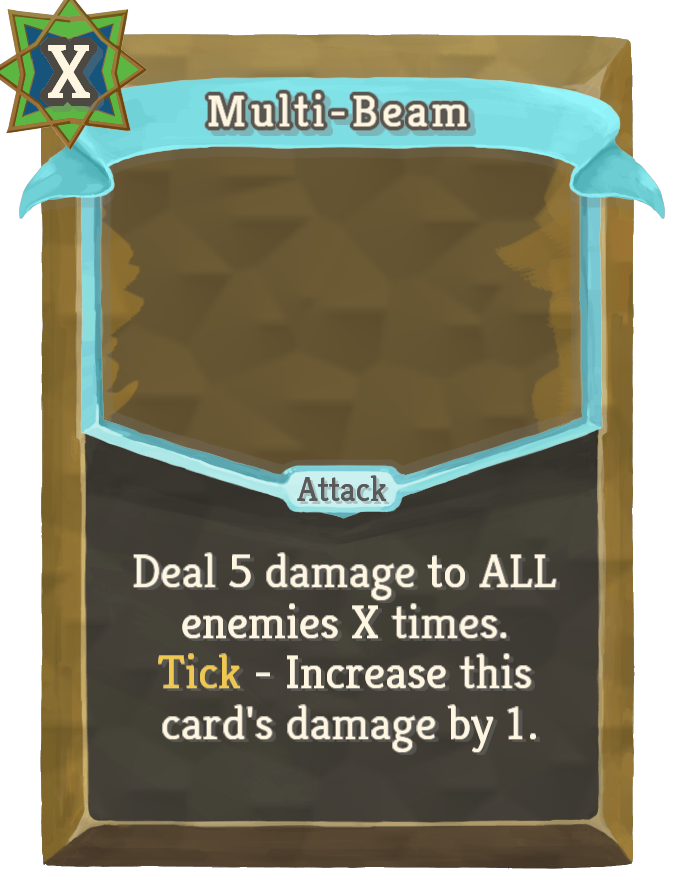 X
Multi-Beam
Attack
Deal 5 damage to ALL
enemies X times.
Tick - Increase this
card's damage by 1.